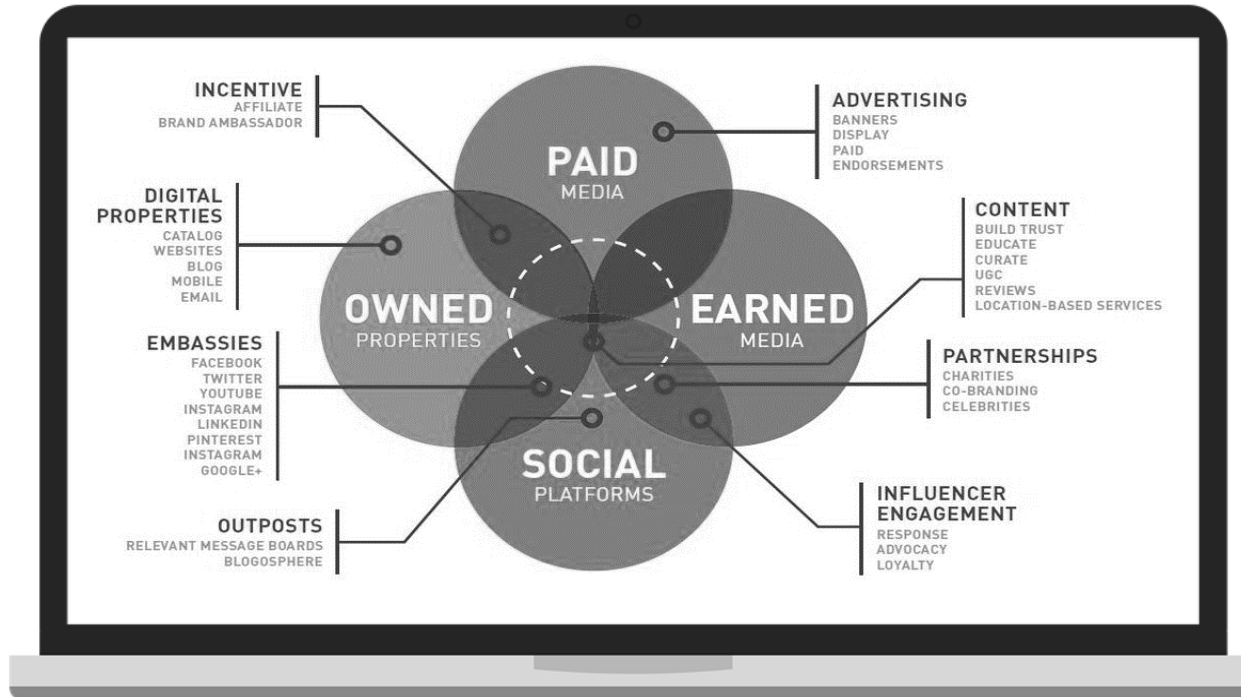 INCENTIVE
AFFILIATE
BRAND AMBASSADOR
DIGITAL
PROPERTIES
CATALOG
WEBSITES
BLOG
MOBILE
EMAIL
EMBASSIES
FACEBOOK
TWITTER
YOUTUBE
INSTAGRAM
LINKEDIN
PINTEREST
INSTAGRAM
GOOGLE+
OUTPOSTS
RELEVANT MESSAGE BOARDS
BLOGOSPHERE
PAID
MEDIA
OWNED
PROPERTIES
EARNED
MEDIA
SOCIAL
PLATFORMS
ADVERTISING
BANNERS
DISPLAY
PAID
ENDORSEMENTS
CONTENT
BUILD TRUST
EDUCATE
CURATE
UGC
REVIEWS
LOCATION-BASED SERVICES
PARTNERSHIPS
CHARITIES
CO-BRANDING
CELEBRITIES
INFLUENCER
ENGAGEMENT
RESPONSE
ADVOCACY
LOYALTY